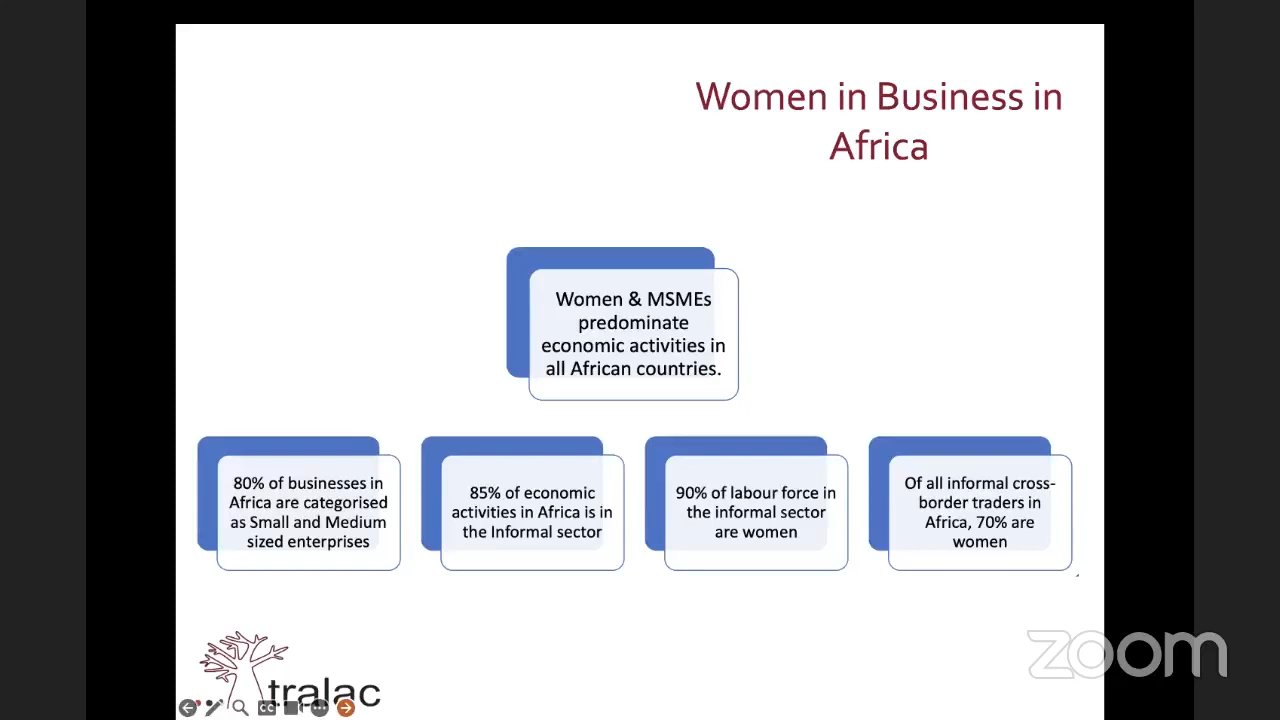 Women in Business in
Africa
Women & MSMEs
predominate
economic activities in
all African countries.
80% of businesses in
Africa are categorised
as Small and Medium
sized enterprises
85% of economic
activities in Africa is in
the Informal sector
90% of labour force in
the informal sector
are women
Of all informal cross-
border traders in
Africa, 70% are
women
tralac
CC
zoom